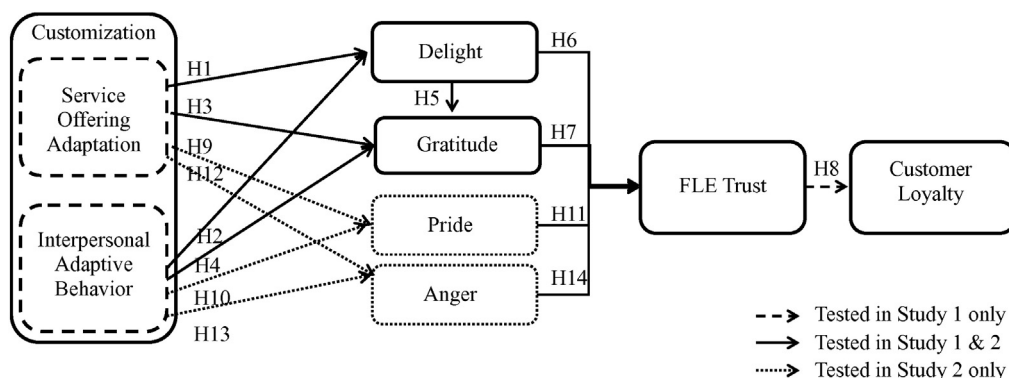 Customization
Service
Offering
Adaptation
Interpersonal
Adaptive
Behavior
H1
H3
H9
H12
H2
H4
H10
H13
Delight
H5
Gratitude
Pride
Anger
H6
H7
H11
H14
FLE Trust
H8
Customer
Loyalty
Tested in Study 1 only
Tested in Study 1 & 2
Tested in Study 2 only